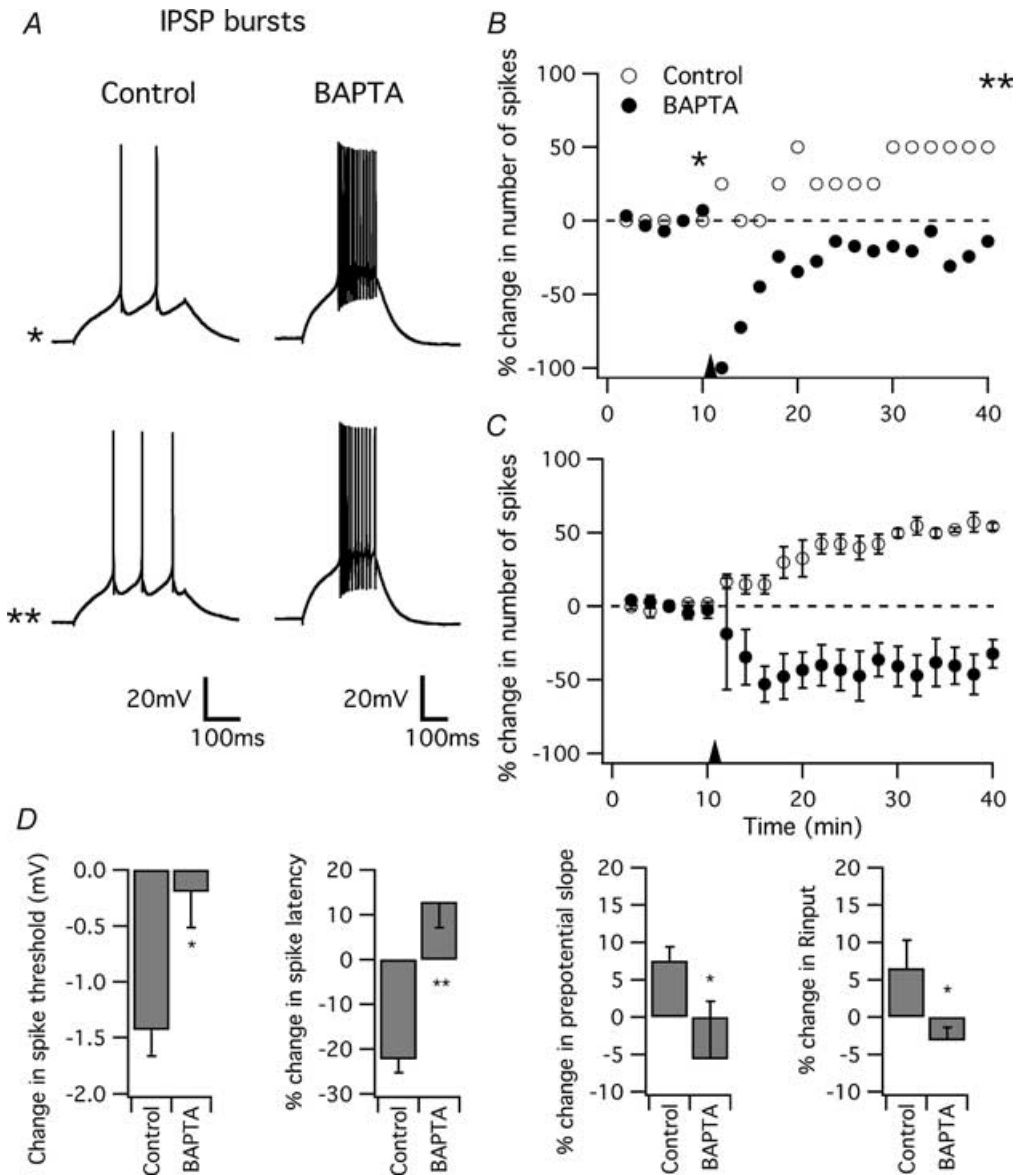 A
IPSP bursts
Control
BAPTA
*
**
20mV
100ms
20mV
100ms
B
% change in number of spikes
100
50
0
-50
-100
Control
BAPTA
*
**
0
10
20
30
40
C
% change in number of spikes
100
50
0
-50
-100
0
10
20
30
40
Time (min)
D
Change in spike threshold (mV)
0.0
-0.5
-1.0
-1.5
-2.0
*
Control
BAPTA
% change in spike latency
20
10
0
-10
-20
-30
**
Control
BAPTA
% change in prepotential slope
20
15
10
5
0
-5
-10
*
Control
BAPTA
% change in Rinput
20
15
10
5
0
-5
-10
*
Control
BAPTA